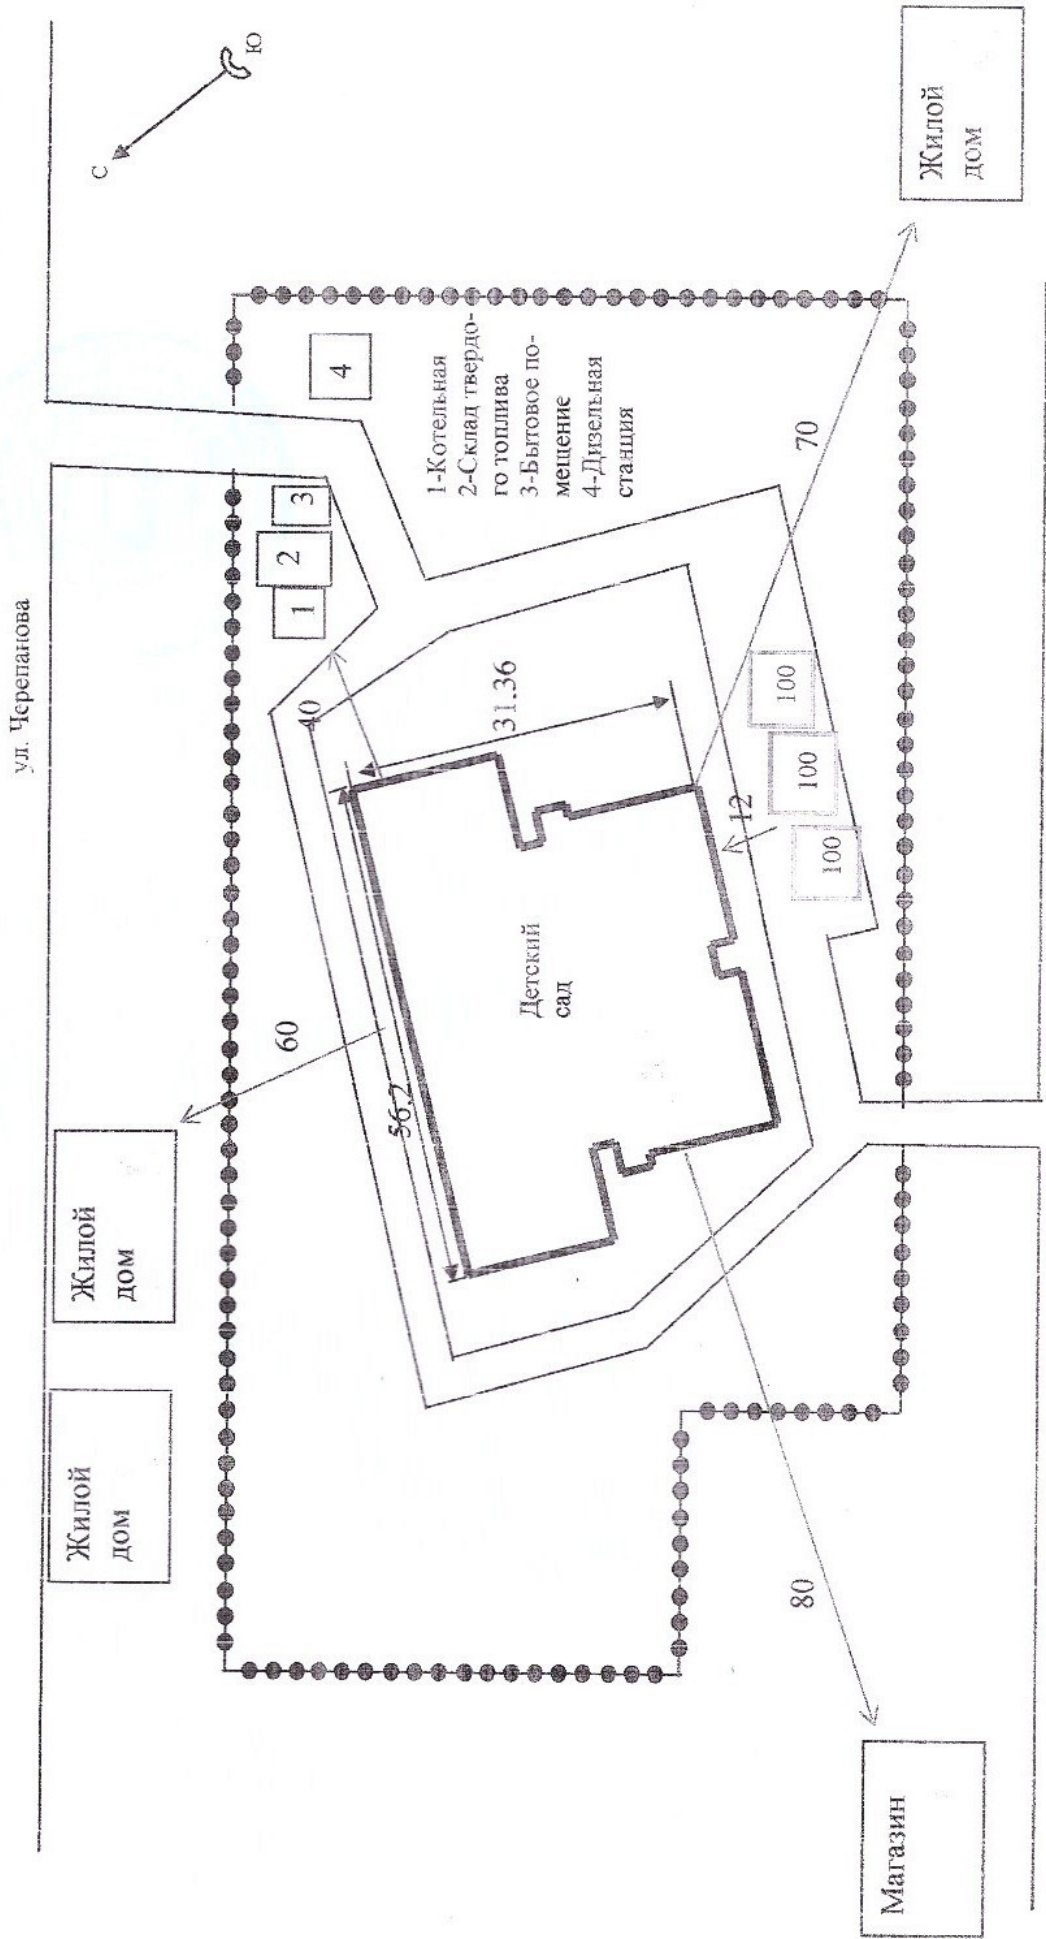 ул. Черепанова
С
Ю
Жилой
дом
Жилой
дом
60
40
1
2
3
4
1-Котельная
2-Склад твердо-
го топлива
3-Бытовое по-
мещение
4-Дизельная
станция
56.2
31.36
Детский
сад
12
100
100
100
70
80
Магазин
Жилой
дом